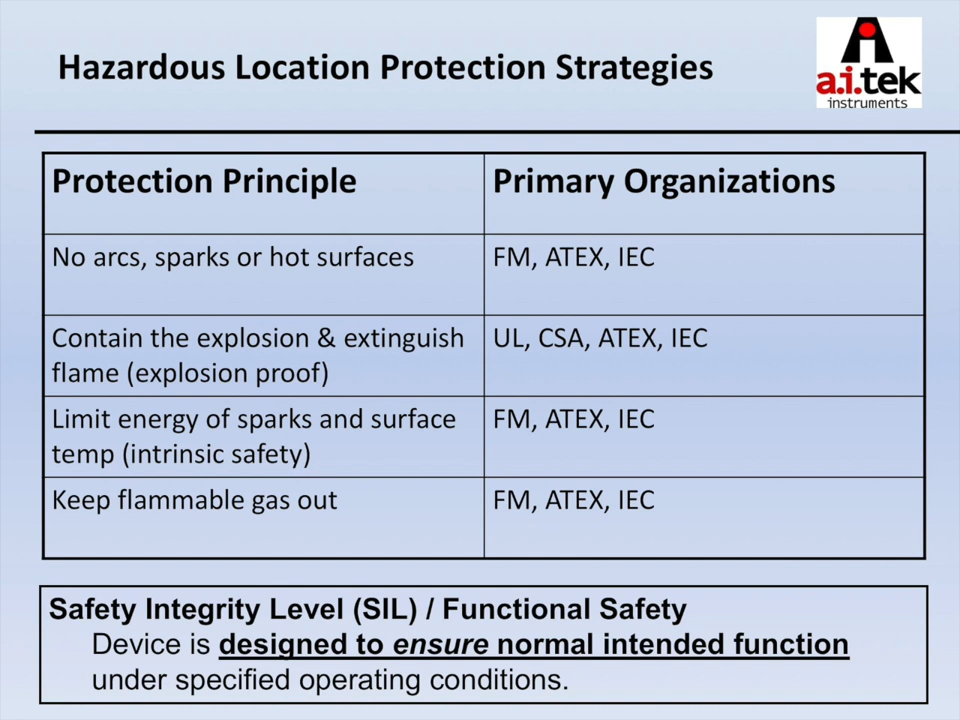 Hazardous Location Protection Strategies
a.i.tek
instruments
Protection Principle
Primary Organizations
No arcs, sparks or hot surfaces
FM, ATEX, IEC
Contain the explosion & extinguish
flame (explosion proof)
UL, CSA, ATEX, IEC
Limit energy of sparks and surface
temp (intrinsic safety)
FM, ATEX, IEC
Keep flammable gas out
FM, ATEX, IEC
Safety Integrity Level (SIL) / Functional Safety
Device is designed to ensure normal intended function
under specified operating conditions.